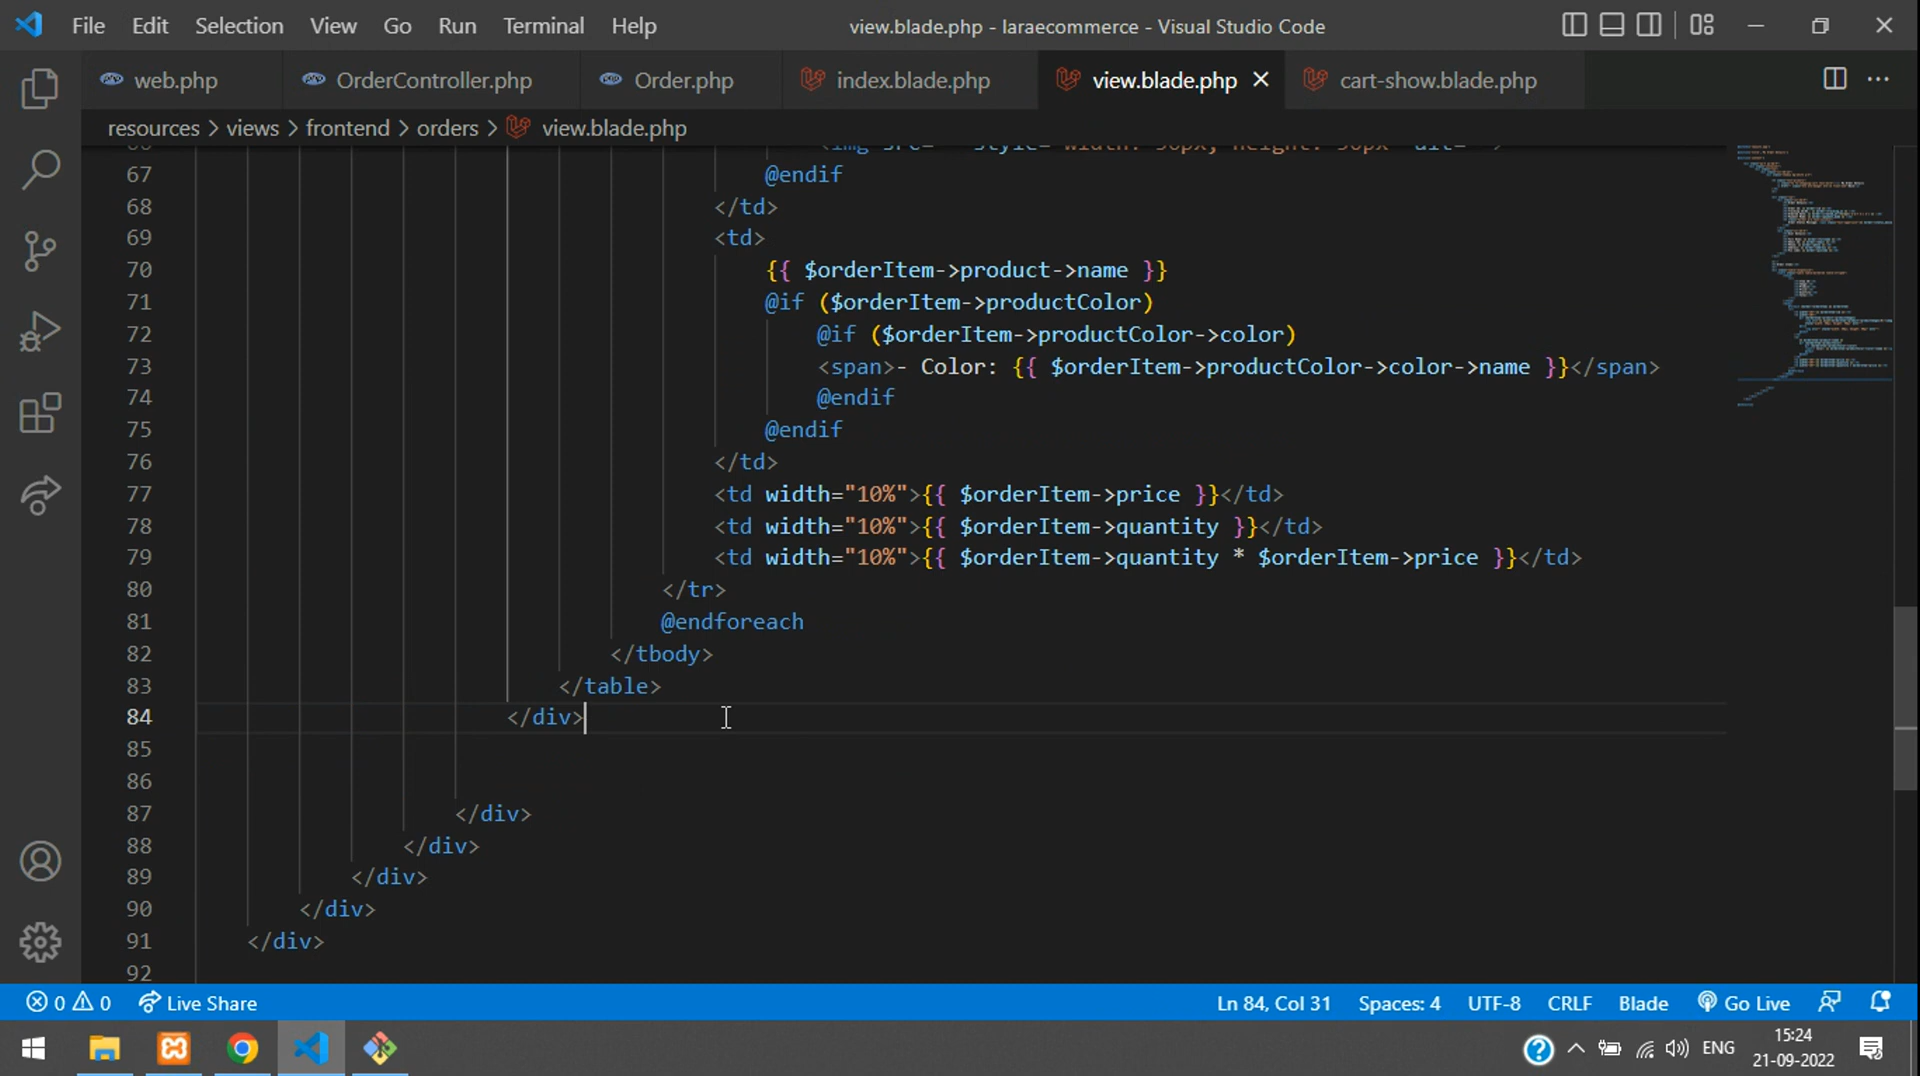 File Edit Selection View Go Run Terminal Help view.blade.php - laraecommerce - Visual Studio Code
web.php OrderController.php Order.php index.blade.php view.blade.php cart-show.blade.php
resources > views > frontend > orders > view.blade.php
67 @endif
68 </td>
69 <td>
70 {{ $orderItem->product->name }}
71 @if ($orderItem->productColor)
72 @if ($orderItem->productColor->color)
73 <span>- Color: {{ $orderItem->productColor->color->name }}</span>
74 @endif
75 @endif
76 </td>
77 <td width="10%">{{ $orderItem->price }}</td>
78 <td width="10%">{{ $orderItem->quantity }}</td>
79 <td width="10%">{{ $orderItem->quantity * $orderItem->price }}</td>
80 </tr>
81 @endforeach
82 </tbody>
83 </table>
84 </div>
85
86
87 </div>
88 </div>
89 </div>
90 </div>
91 </div>
92
0 0 Live Share Ln 84, Col 31 Spaces: 4 UTF-8 CRLF Blade Go Live
ENG 15:24
21-09-2022